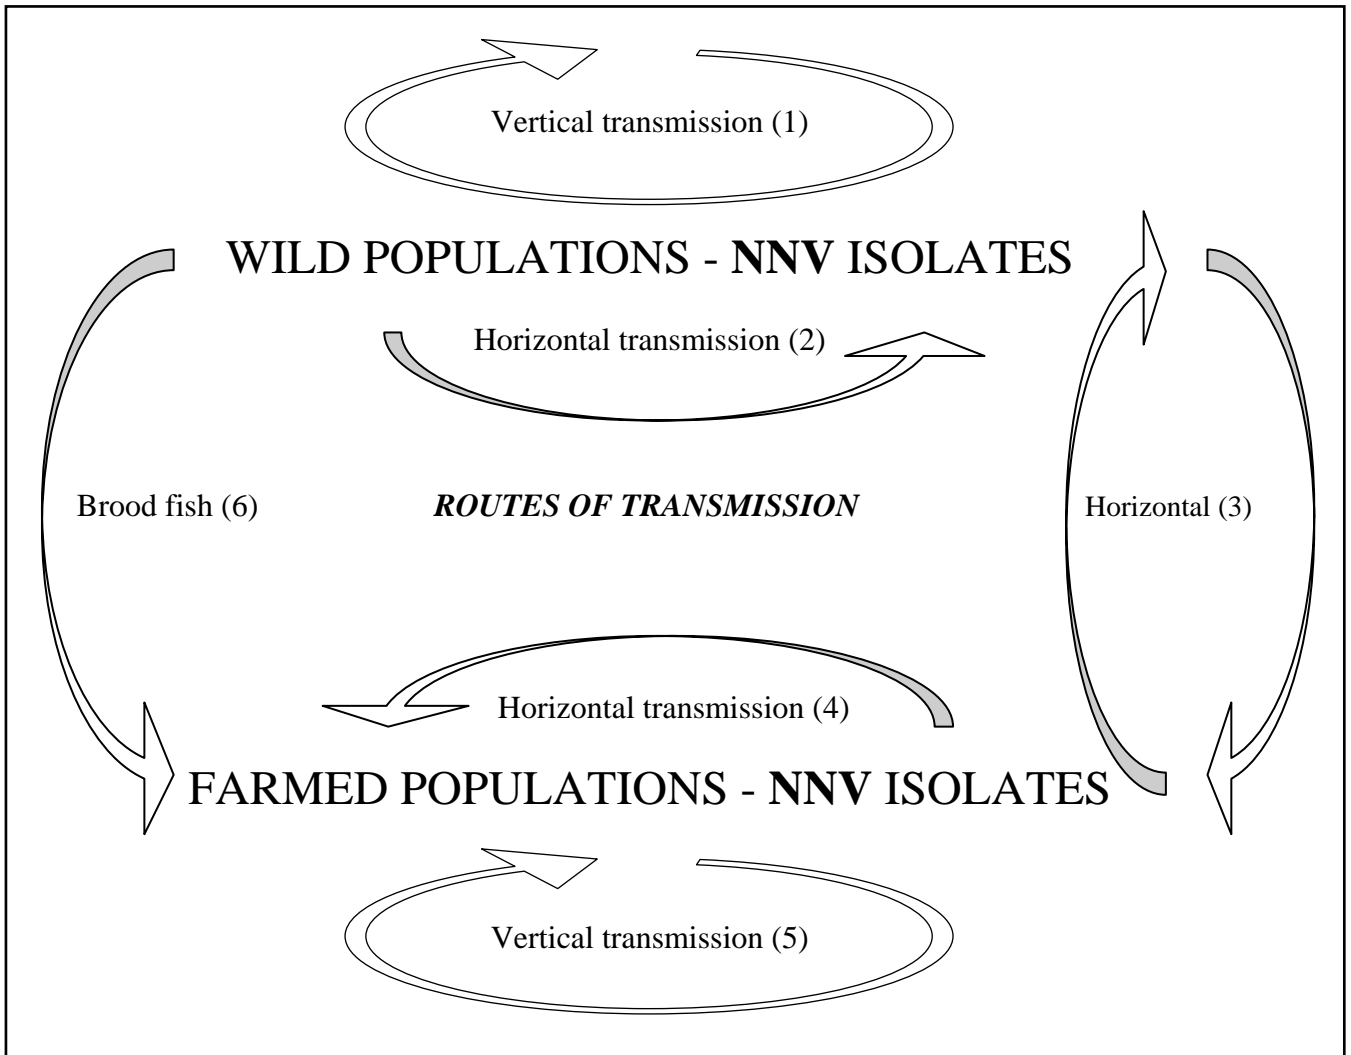 Vertical transmission (1)
WILD POPULATIONS - NNV ISOLATES
Horizontal transmission (2)
Brood fish (6)
ROUTES OF TRANSMISSION
Horizontal (3)
Horizontal transmission (4)
FARMED POPULATIONS - NNV ISOLATES
Vertical transmission (5)